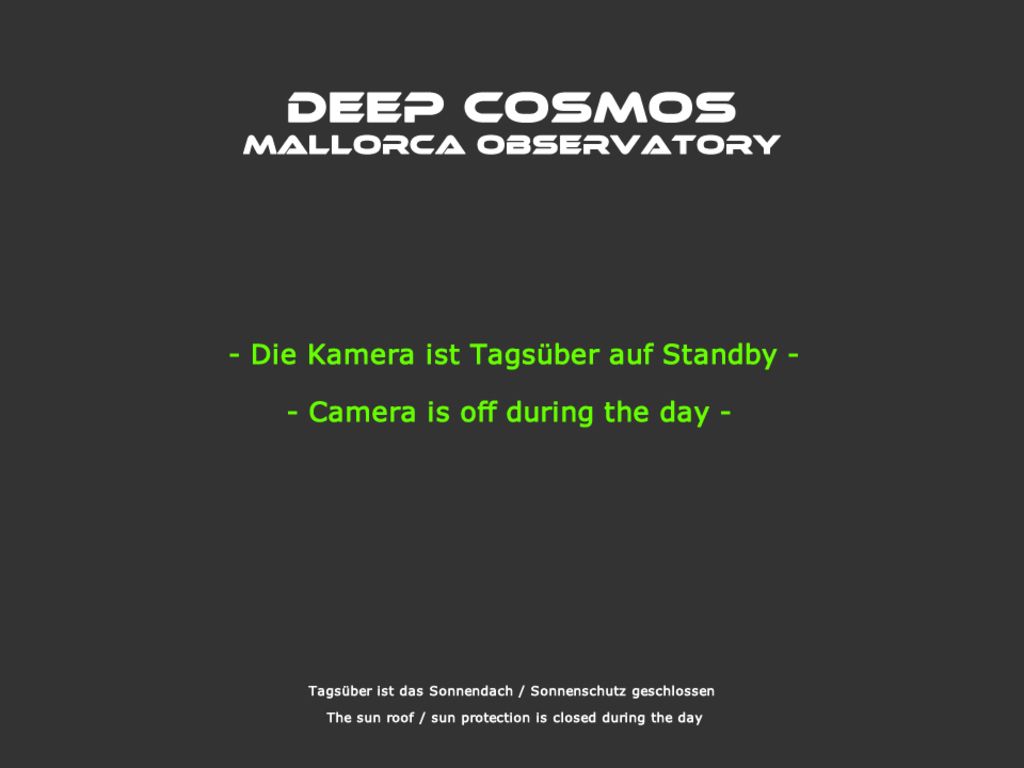 DEEP COSMOS
MALLORCA OBSERVATORY
- Die Kamera ist Tagsüber auf Standby -
- Camera is off during the day -
Tagsüber ist das Sonnendach / Sonnenschutz geschlossen
The sun roof / sun protection is closed during the day